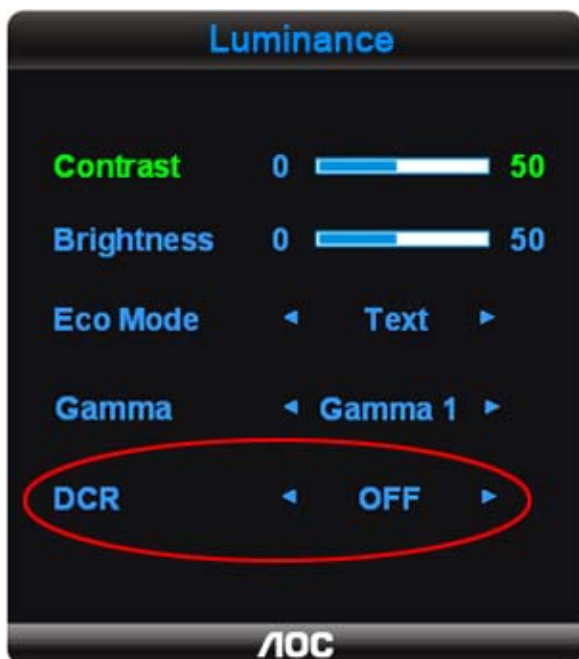 Luminance
Contrast 0 50
Brightness 0 50
Eco Mode Text
Gamma Gamma 1
DCR OFF
AOC